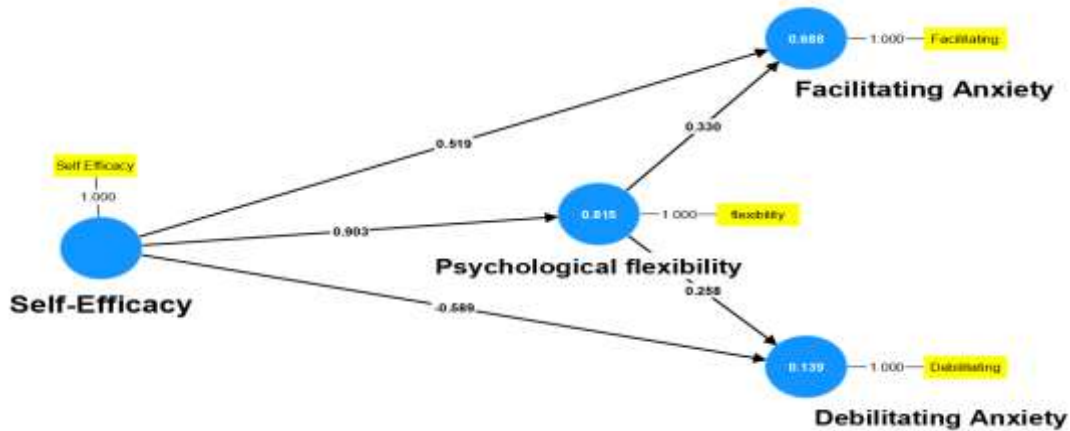 0.688
1.000
Facilitating
Facilitating Anxiety
0.330
0.519
Self Efficacy
1.000
0.815
1.000
flexibility
0.903
Psychological flexibility
0.258
Self-Efficacy
-0.589
0.139
1.000
Debilitating
Debilitating Anxiety